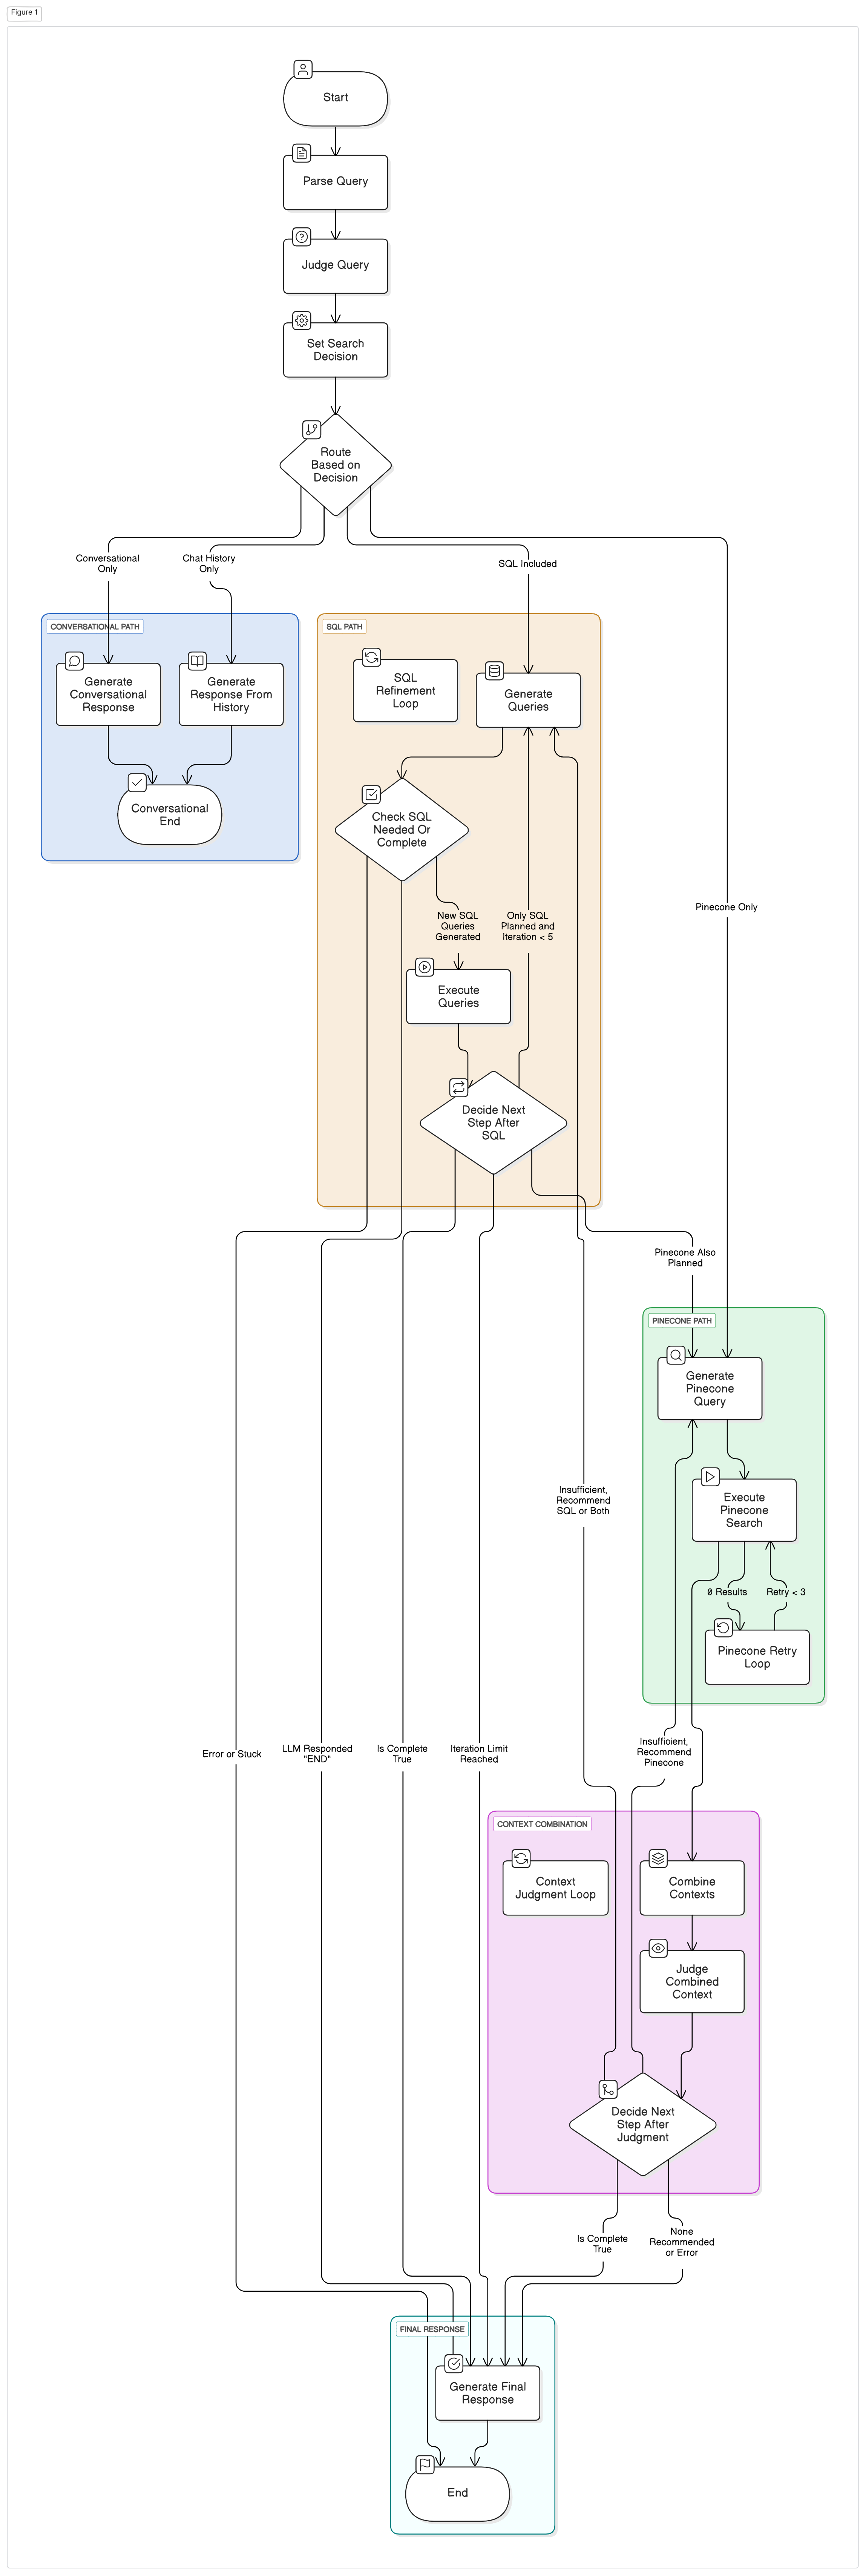 Figure 1
Start
Parse Query
Judge Query
Set Search
Decision
Route
Based on
Decision
Conversational
Only
Chat History
Only
SQL Included
CONVERSATIONAL PATH
Generate
Conversational
Response
Generate
Response From
History
Conversational
End
SQL PATH
SQL
Refinement
Loop
Generate
Queries
Check SQL
Needed Or
Complete
New SQL
Queries
Generated
Only SQL
Planned and
Iteration < 5
Pinecone Only
Execute
Queries
Decide Next
Step After
SQL
Pinecone Also
Planned
PINECONE PATH
Generate
Pinecone
Query
Execute
Pinecone
Search
Insufficient,
Recommend
SQL or Both
0 Results
Retry < 3
Pinecone Retry
Loop
Error or Stuck
LLM Responded
"END"
Is Complete
True
Iteration Limit
Reached
Insufficient,
Recommend
Pinecone
CONTEXT COMBINATION
Context
Judgment Loop
Combine
Contexts
Judge
Combined
Context
Decide Next
Step After
Judgment
Is Complete
True
None
Recommended
or Error
FINAL RESPONSE
Generate Final
Response
End